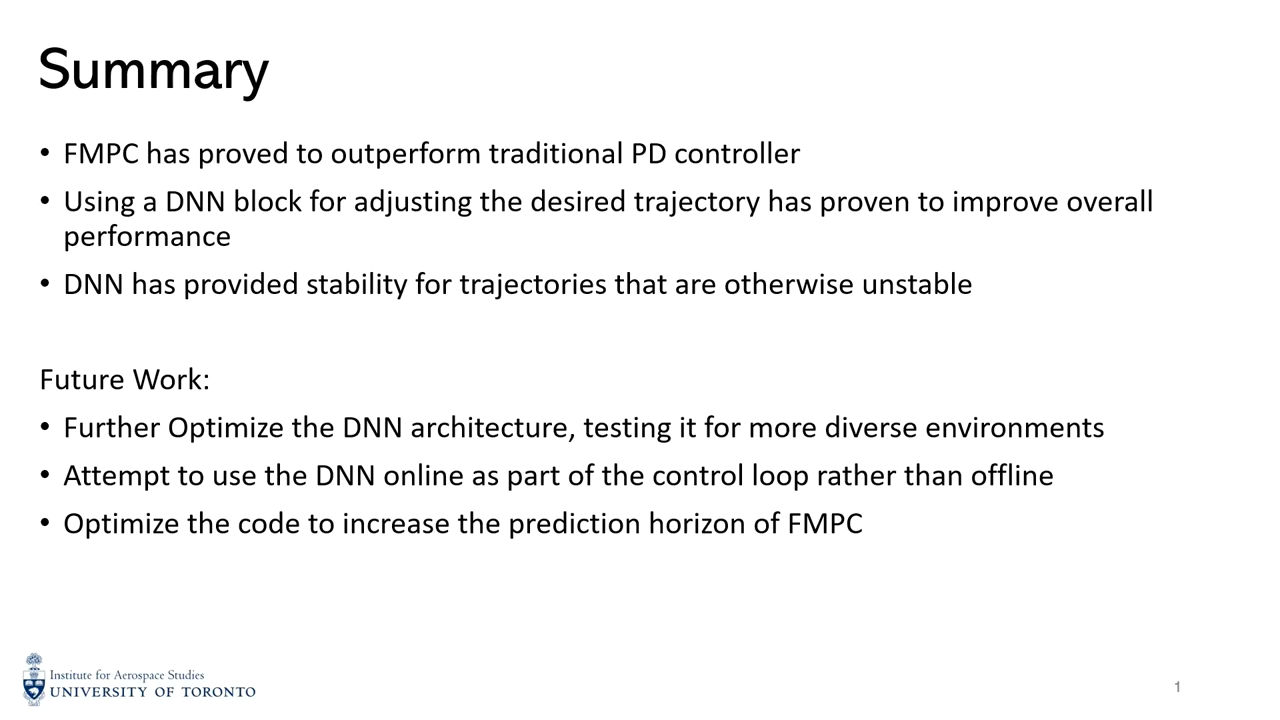 Summary
• FMPC has proved to outperform traditional PD controller
• Using a DNN block for adjusting the desired trajectory has proven to improve overall
performance
• DNN has provided stability for trajectories that are otherwise unstable
Future Work:
• Further Optimize the DNN architecture, testing it for more diverse environments
• Attempt to use the DNN online as part of the control loop rather than offline
• Optimize the code to increase the prediction horizon of FMPC
Institute for Aerospace Studies
UNIVERSITY OF TORONTO
1